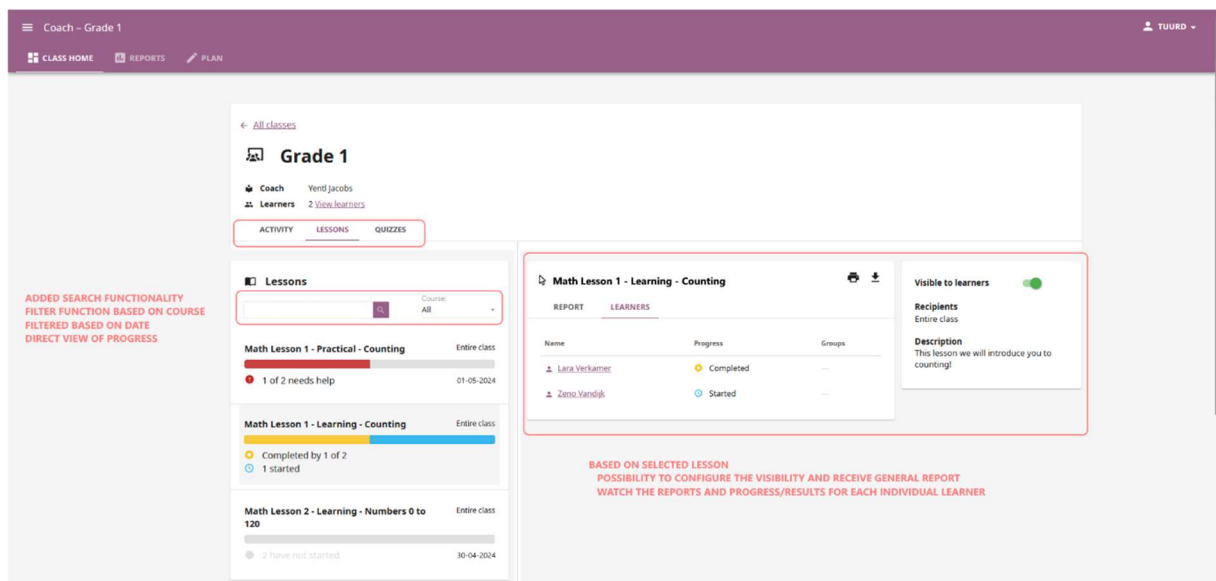 Coach – Grade 1
TUURD
CLASS HOME REPORTS PLAN
All classes
Grade 1
Coach Yentl Jacobs
Learners 2 View learners
ACTIVITY LESSONS QUIZZES
Lessons
Course:
All
Math Lesson 1 - Practical - Counting Entire class
1 of 2 needs help 01-05-2024
Math Lesson 1 - Learning - Counting Entire class
Completed by 1 of 2
1 started
Math Lesson 2 - Learning - Numbers 0 to Entire class
120
2 have not started 30-04-2024
ADDED SEARCH FUNCTIONALITY
FILTER FUNCTION BASED ON COURSE
FILTERED BASED ON DATE
DIRECT VIEW OF PROGRESS
Math Lesson 1 - Learning - Counting
REPORT LEARNERS
Name Progress Groups
Lara Verkamer Completed —
Zeno Vandijk Started —
Visible to learners
Recipients
Entire class
Description
This lesson we will introduce you to
counting!
BASED ON SELECTED LESSON
POSSIBILITY TO CONFIGURE THE VISIBILITY AND RECEIVE GENERAL REPORT
WATCH THE REPORTS AND PROGRESS/RESULTS FOR EACH INDIVIDUAL LEARNER